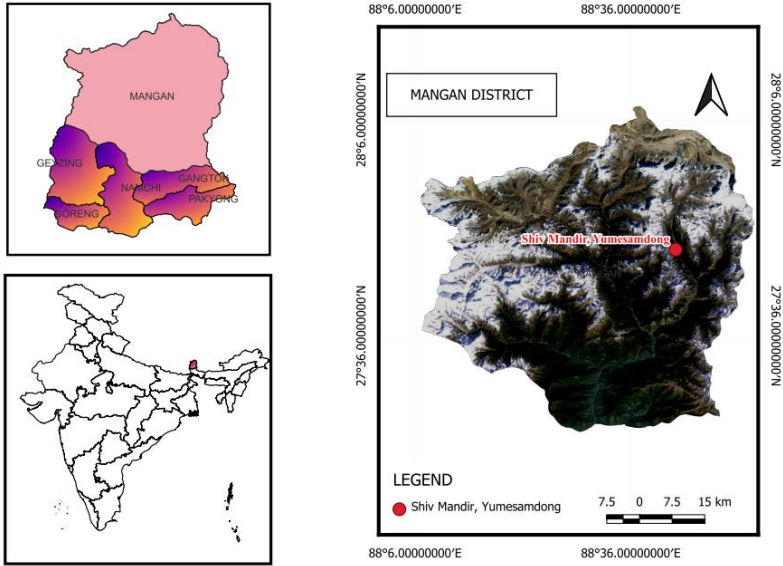 MANGAN
GEYZING
GANGTOK
NAMCHI
PAKYONG
SORENG
88°6.00000000'E
88°36.00000000'E
28°6.00000000'N
28°6.00000000'N
MANGAN DISTRICT
Shiv Mandir, Yumesamdong
27°36.00000000'N
27°36.00000000'N
LEGEND
Shiv Mandir, Yumesamdong
7.5 0 7.5 15 km
88°6.00000000'E
88°36.00000000'E